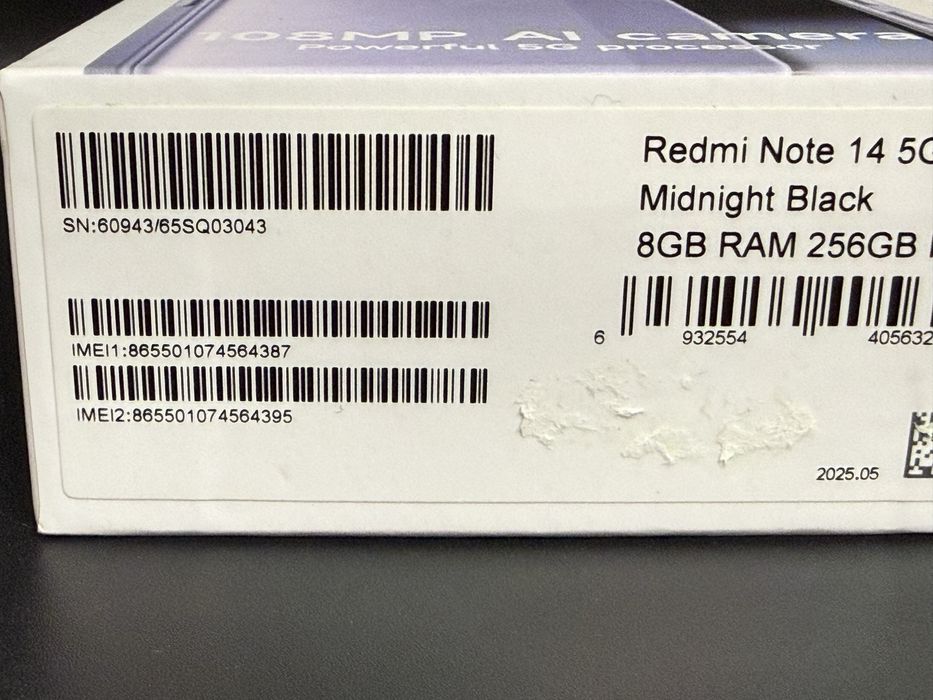 108MP AI camera
Powerful 5G processor
SN:60943/65SQ03043
Redmi Note 14 5G
Midnight Black
8GB RAM 256GB
IMEI1:865501074564387
6 932554 405632
IMEI2:865501074564395
2025.05